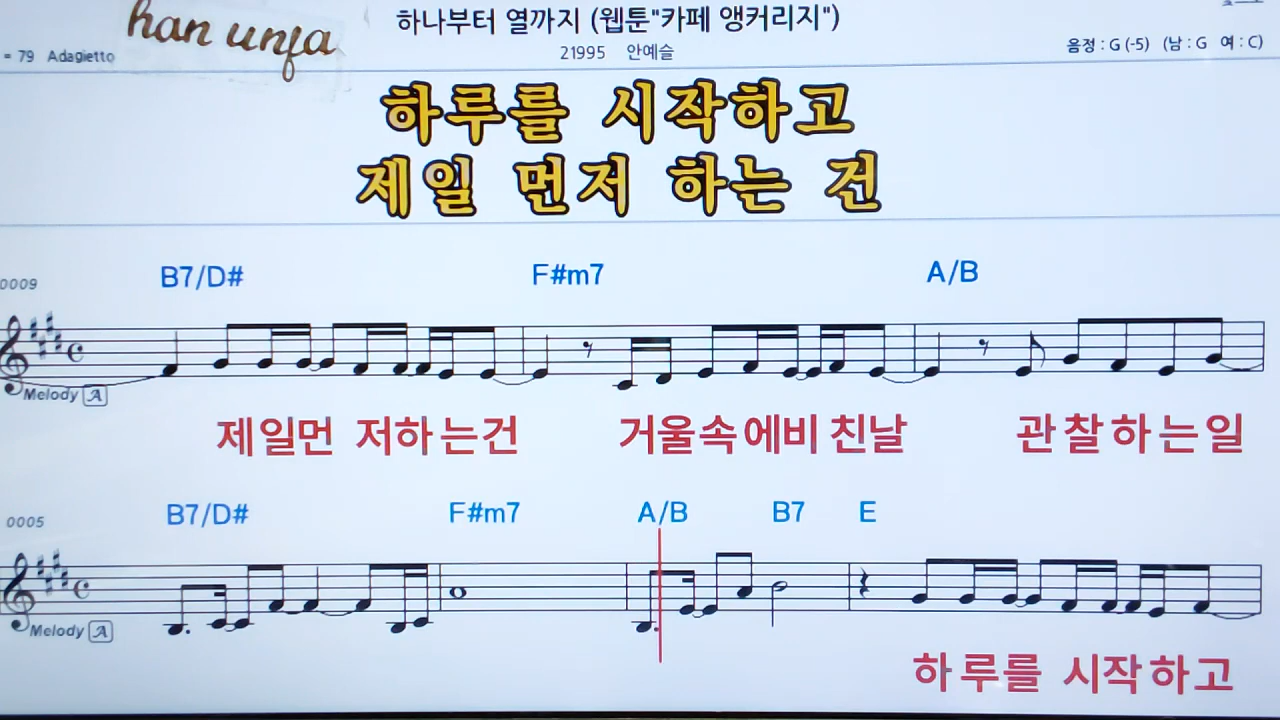 han unja
하나부터 열까지 (웹툰"카페 앵커리지")
= 79 Adagietto
21995 안예슬
음정 : G (-5) (남 : G 여 : C)
하루를 시작하고
제일 먼저 하는 건
0009
B7/D# F#m7 A/B
Melody A
제일먼 저하는건 거울속에비친날 관찰하는일
0005
B7/D# F#m7 A/B B7 E
Melody A
하루를 시작하고